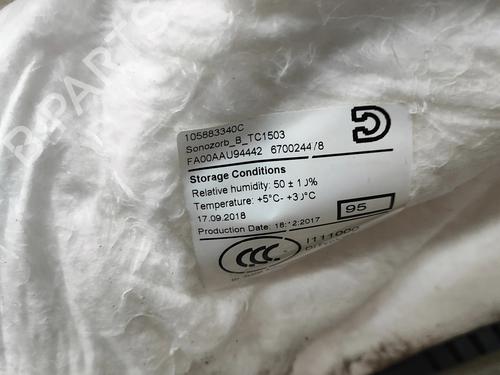 B-PARTS
105883340C
Sonozorb_B_TC1503
FA00AAU94442 6700244/8
Storage Conditions
Relative humidity: 50 ± 10%
Temperature: +5°C- +30°C
17.09.2018
95
Production Date: 18.12.2017
CCC